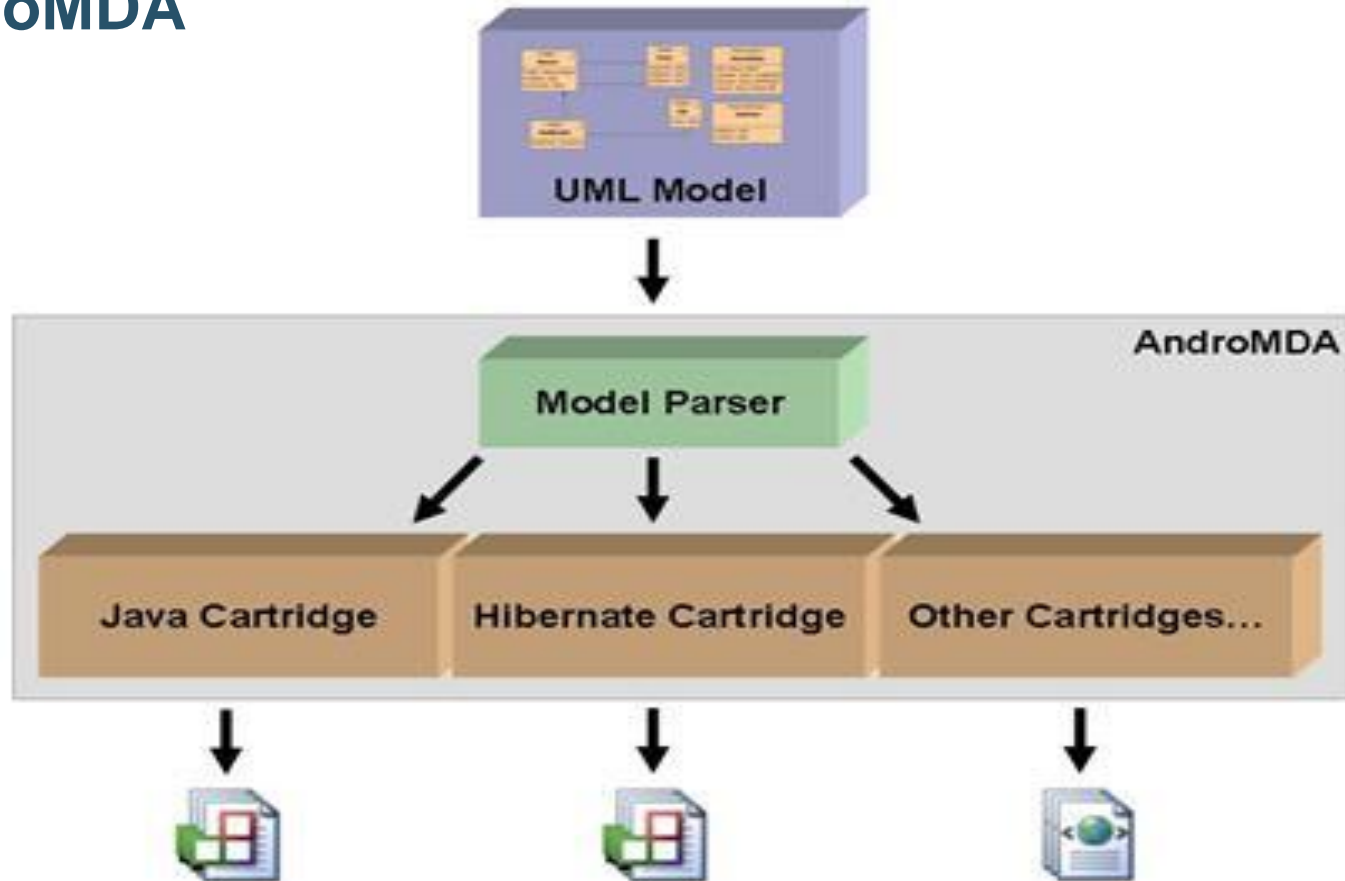 oMDA
UML Model
AndroMDA
Model Parser
Java Cartridge
Hibernate Cartridge
Other Cartridges...